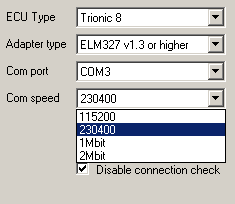 ECU Type Trionic 8
Adapter type ELM327 v1.3 or higher
Com port COM3
Com speed 230400
115200
230400
1Mbit
2Mbit
Disable connection check